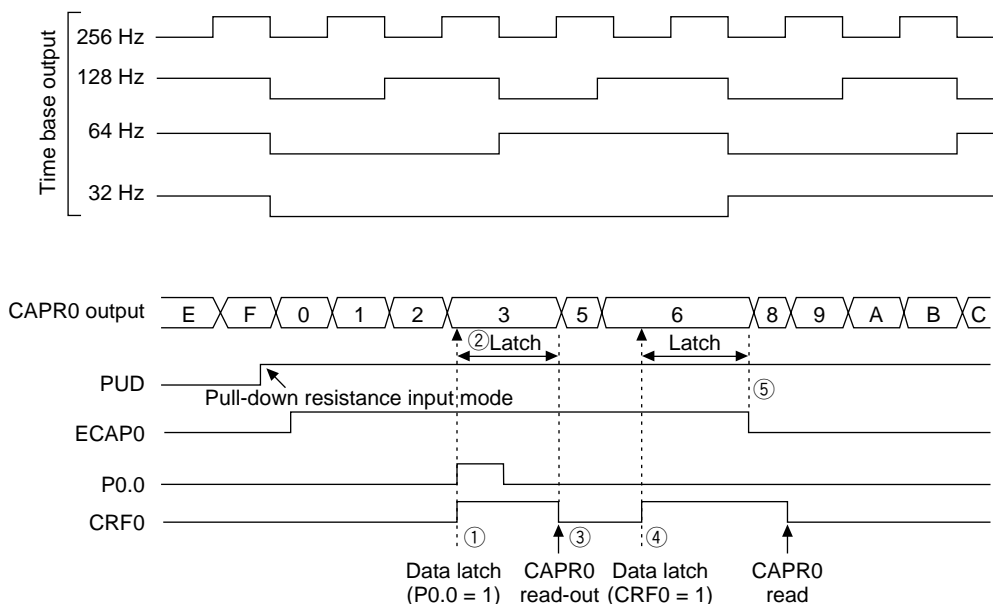 Time base output
256 Hz
128 Hz
64 Hz
32 Hz
CAPR0 output
E F 0 1 2 3 5 6 8 9 A B C
② Latch
Latch
PUD
Pull-down resistance input mode
⑤
ECAP0
P0.0
CRF0
① ③ ④
Data latch
(P0.0 = 1)
CAPR0
read-out
Data latch
(CRF0 = 1)
CAPR0
read